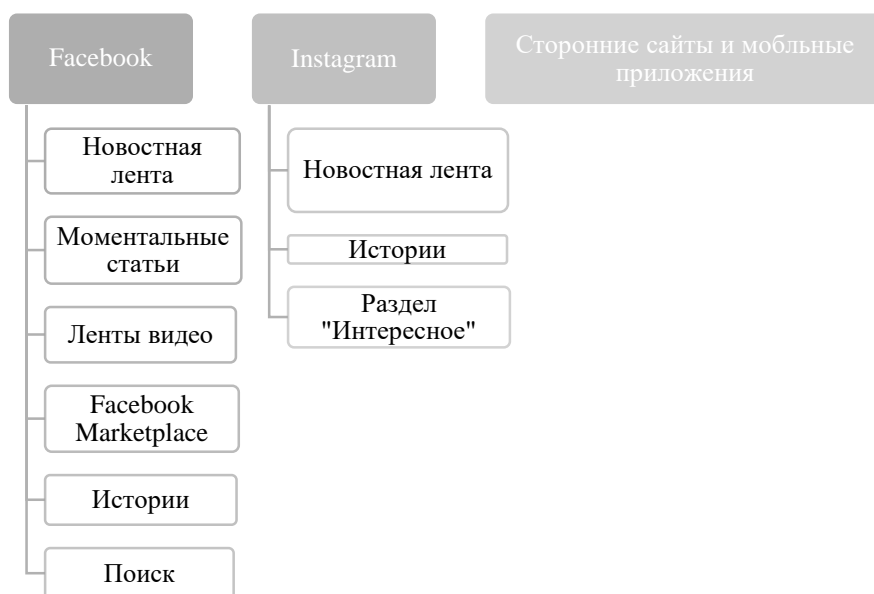 Facebook
Instagram
Сторонние сайты и мобльные
приложения
Новостная
лента
Моментальные
статьи
Ленты видео
Facebook
Marketplace
Истории
Поиск
Новостная лента
Истории
Раздел
"Интересное"